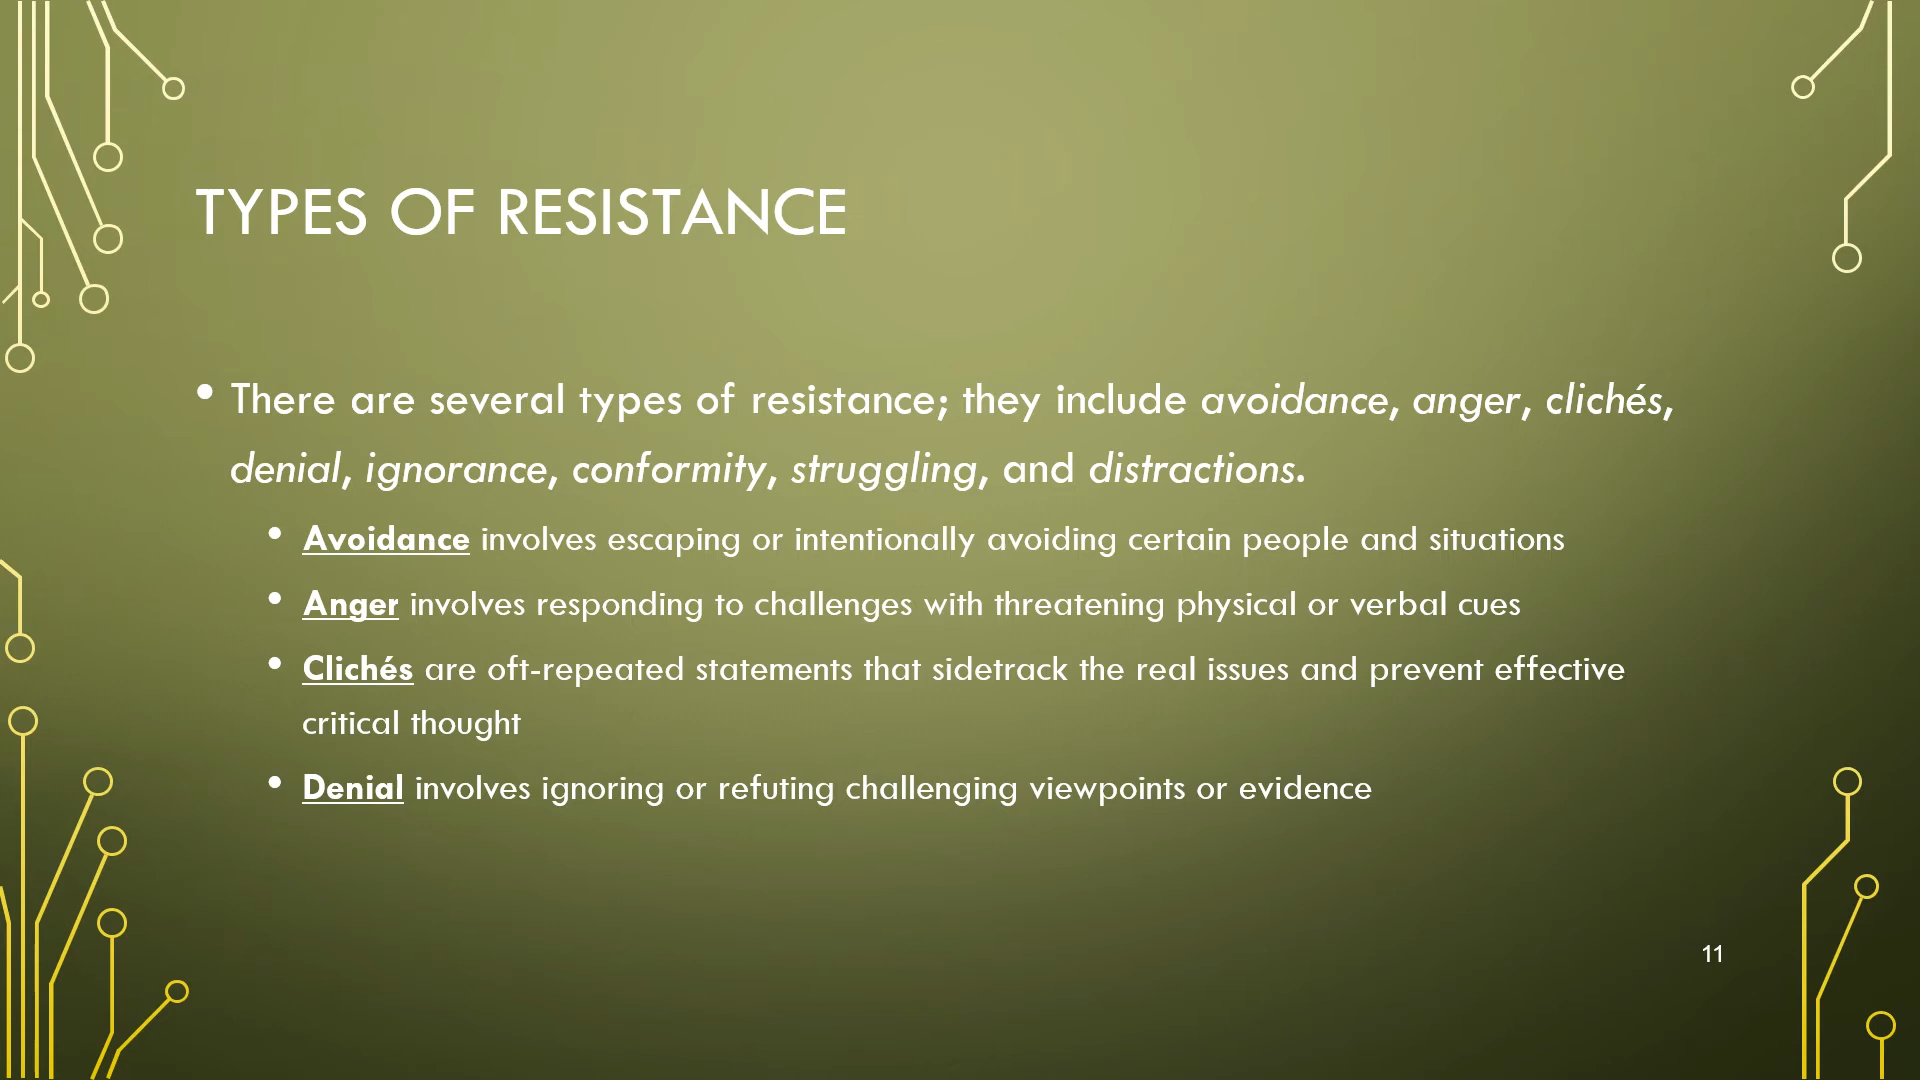 TYPES OF RESISTANCE
• There are several types of resistance; they include avoidance, anger, clichés,
denial, ignorance, conformity, struggling, and distractions.
• Avoidance involves escaping or intentionally avoiding certain people and situations
• Anger involves responding to challenges with threatening physical or verbal cues
• Clichés are oft-repeated statements that sidetrack the real issues and prevent effective
critical thought
• Denial involves ignoring or refuting challenging viewpoints or evidence
11